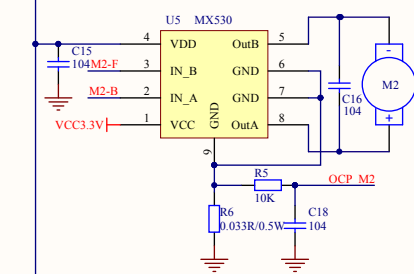 U5 MX530
C15
104
M2-F
4 VDD OutB 5
3 IN_B GND 6
M2-B 2 IN_A GND 7
VCC3.3V 1 VCC GND OutA 8
9
C16
104
-
M2
+
R5
10K
OCP_M2
R6
0.033R/0.5W
C18
104